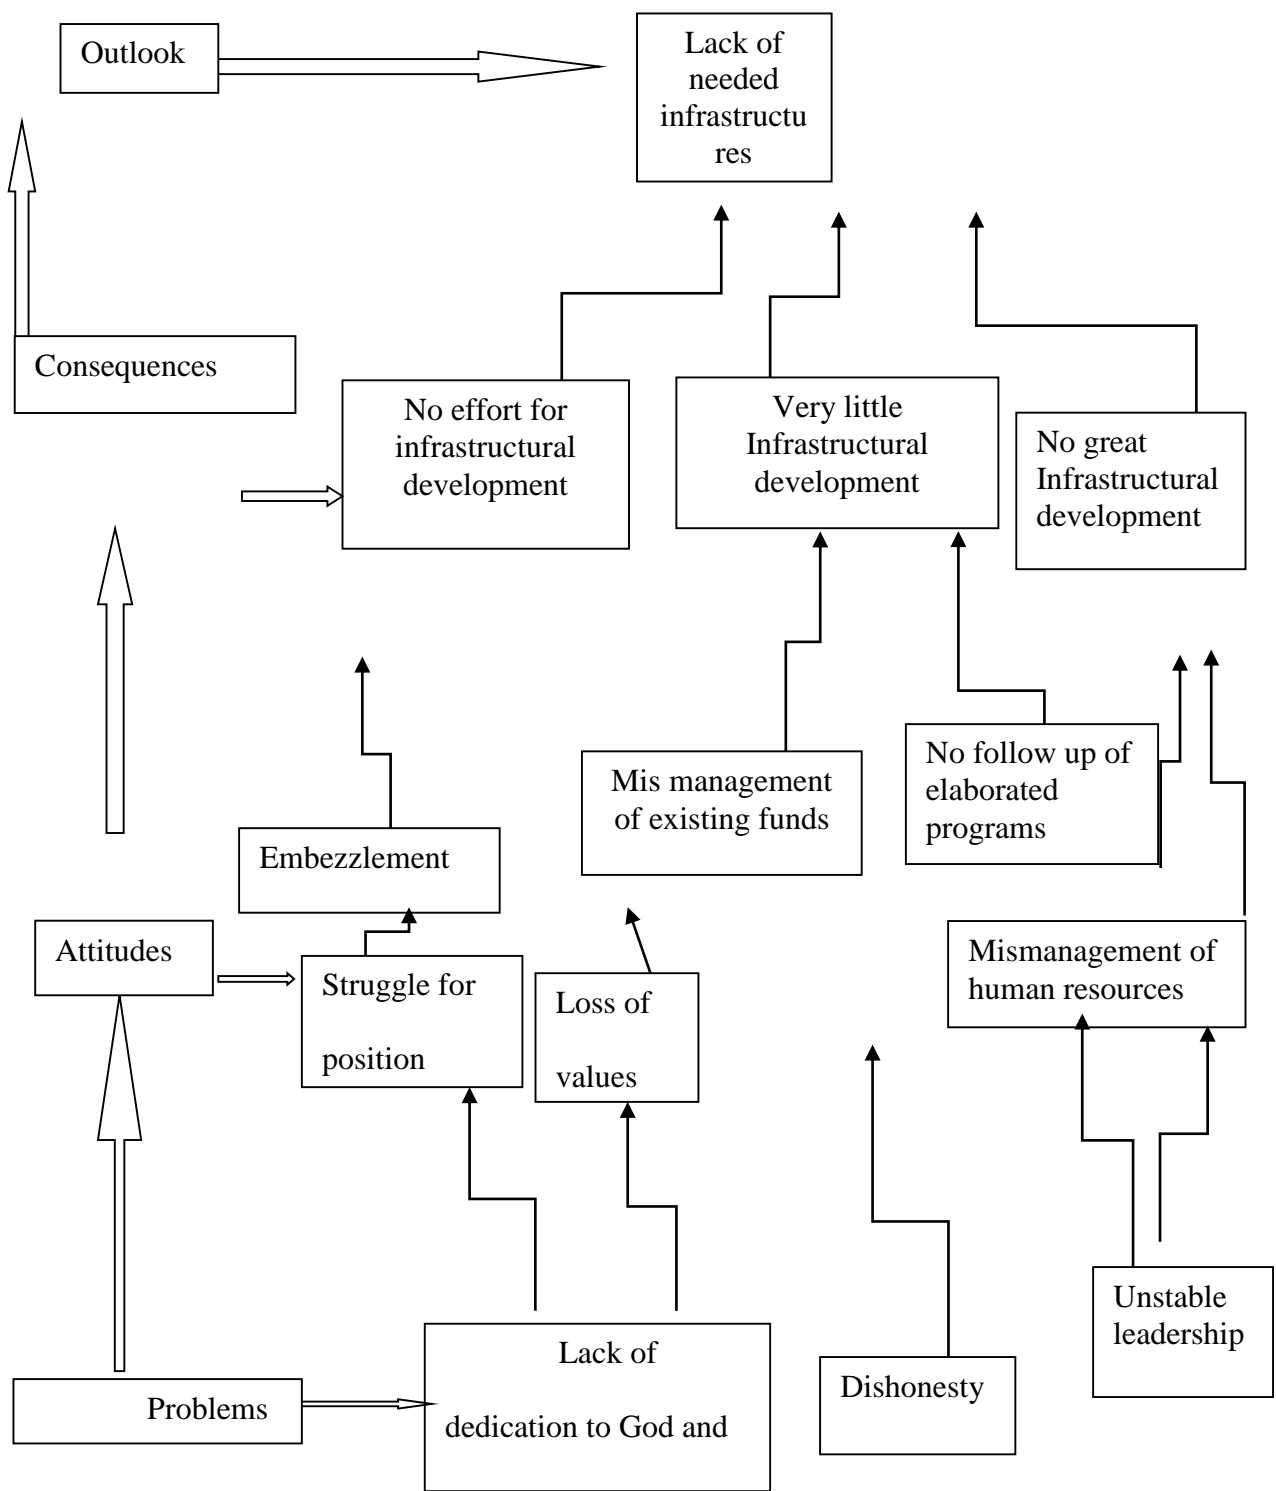 Outlook
Lack of
needed
infrastructu
res
Consequences
No effort for
infrastructural
development
Very little
Infrastructural
development
No great
Infrastructural
development
Mis management
of existing funds
No follow up of
elaborated
programs
Embezzlement
Attitudes
Struggle for
position
Loss of
values
Mismanagement of
human resources
Unstable
leadership
Problems
Lack of
dedication to God and
Dishonesty